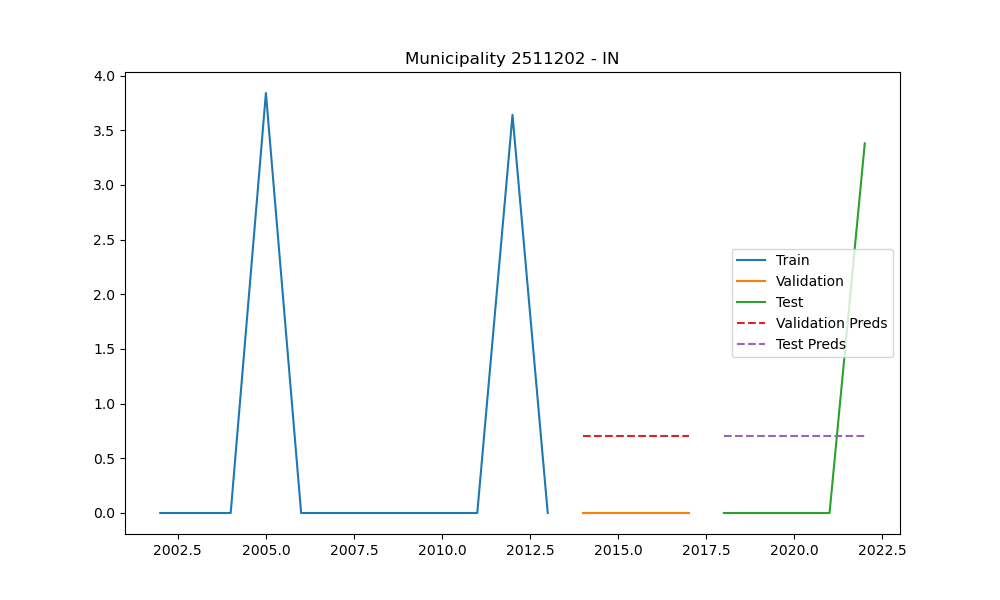 Municipality 2511202 - IN
4.0
3.5
3.0
2.5
2.0
1.5
1.0
0.5
0.0
Train
Validation
Test
Validation Preds
Test Preds
2002.5 2005.0 2007.5 2010.0 2012.5 2015.0 2017.5 2020.0 2022.5